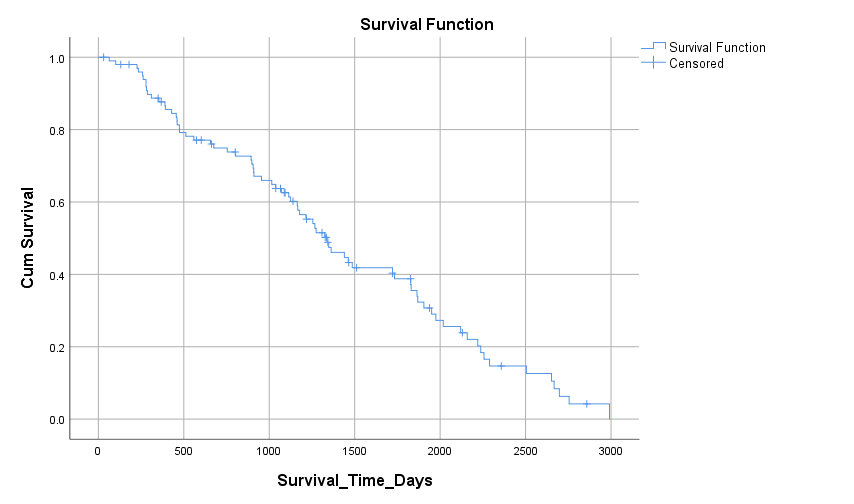 Survival Function
Survival Function
Censored
1.0
0.8
0.6
0.4
0.2
0.0
Cum Survival
0 500 1000 1500 2000 2500 3000
Survival_Time_Days